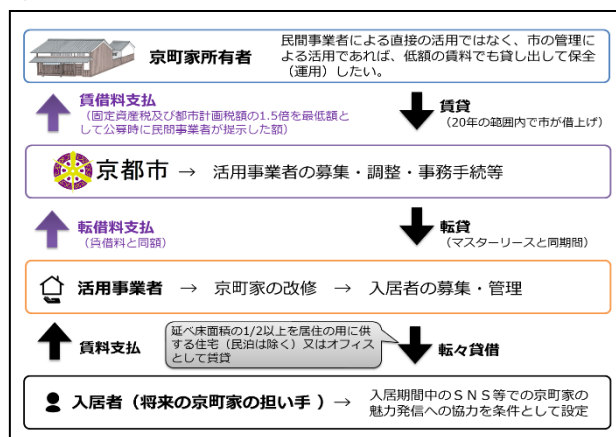 京町家所有者
民間事業者による直接の活用ではなく、市の管理に
よる活用であれば、低額の賃料でも貸し出して保全
（運用）したい。
賃借料支払
（固定資産税及び都市計画税額の1.5倍を最低額と
して公募時に民間事業者が提示した額）
賃貸
（20年の範囲内で市が借上げ）
京都市 → 活用事業者の募集・調整・事務手続等
転借料支払
（賃借料と同額）
転貸
（マスターリースと同期間）
活用事業者 → 京町家の改修 → 入居者の募集・管理
賃料支払
延べ床面積の1/2以上を居住の用に供
する住宅（民泊は除く）又はオフィス
として賃貸
転々貸借
入居者（将来の京町家の担い手 ）→
入居期間中のＳＮＳ等での京町家の
魅力発信への協力を条件として設定